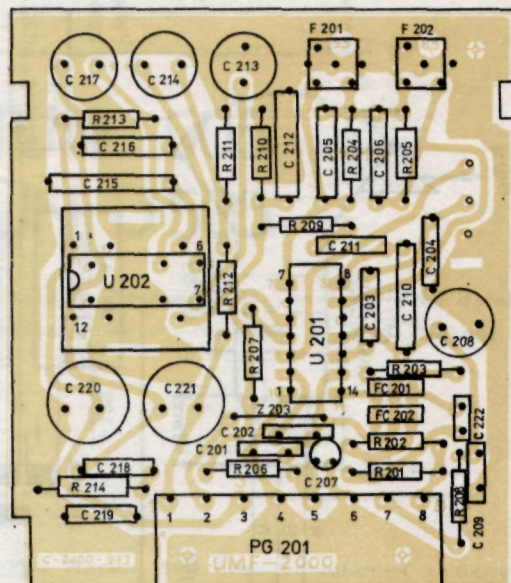 F 201
F 202
C 217
C 214
C 213
R 213
C 216
C 215
R 211
R 210
C 212
C 205
R 204
C 206
R 205
R 209
C 211
C 204
1
6
U 202
7
12
R 212
7
8
U 201
1
14
C 203
C 210
C 208
R 207
R 203
FC 201
FC 202
C 220
C 221
Z 203
C 202
C 201
R 206
C 207
R 202
R 201
C 222
C 209
R 208
C 218
R 214
C 219
1 2 3 4 5 6 7 8
PG 201
UMF-2000